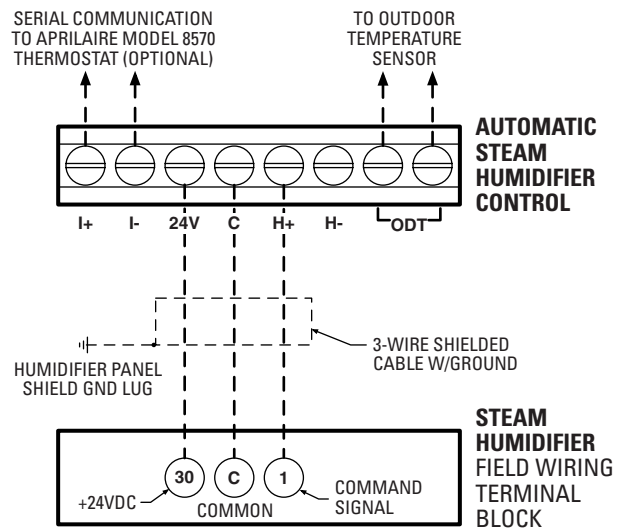 SERIAL COMMUNICATION
TO APRILAIRE MODEL 8570
THERMOSTAT (OPTIONAL)
TO OUTDOOR
TEMPERATURE
SENSOR
AUTOMATIC
STEAM
HUMIDIFIER
CONTROL
I+ I- 24V C H+ H- ODT
3-WIRE SHIELDED
CABLE W/GROUND
HUMIDIFIER PANEL
SHIELD GND LUG
STEAM
HUMIDIFIER
FIELD WIRING
TERMINAL
BLOCK
30 C 1
+24VDC
COMMON
COMMAND
SIGNAL